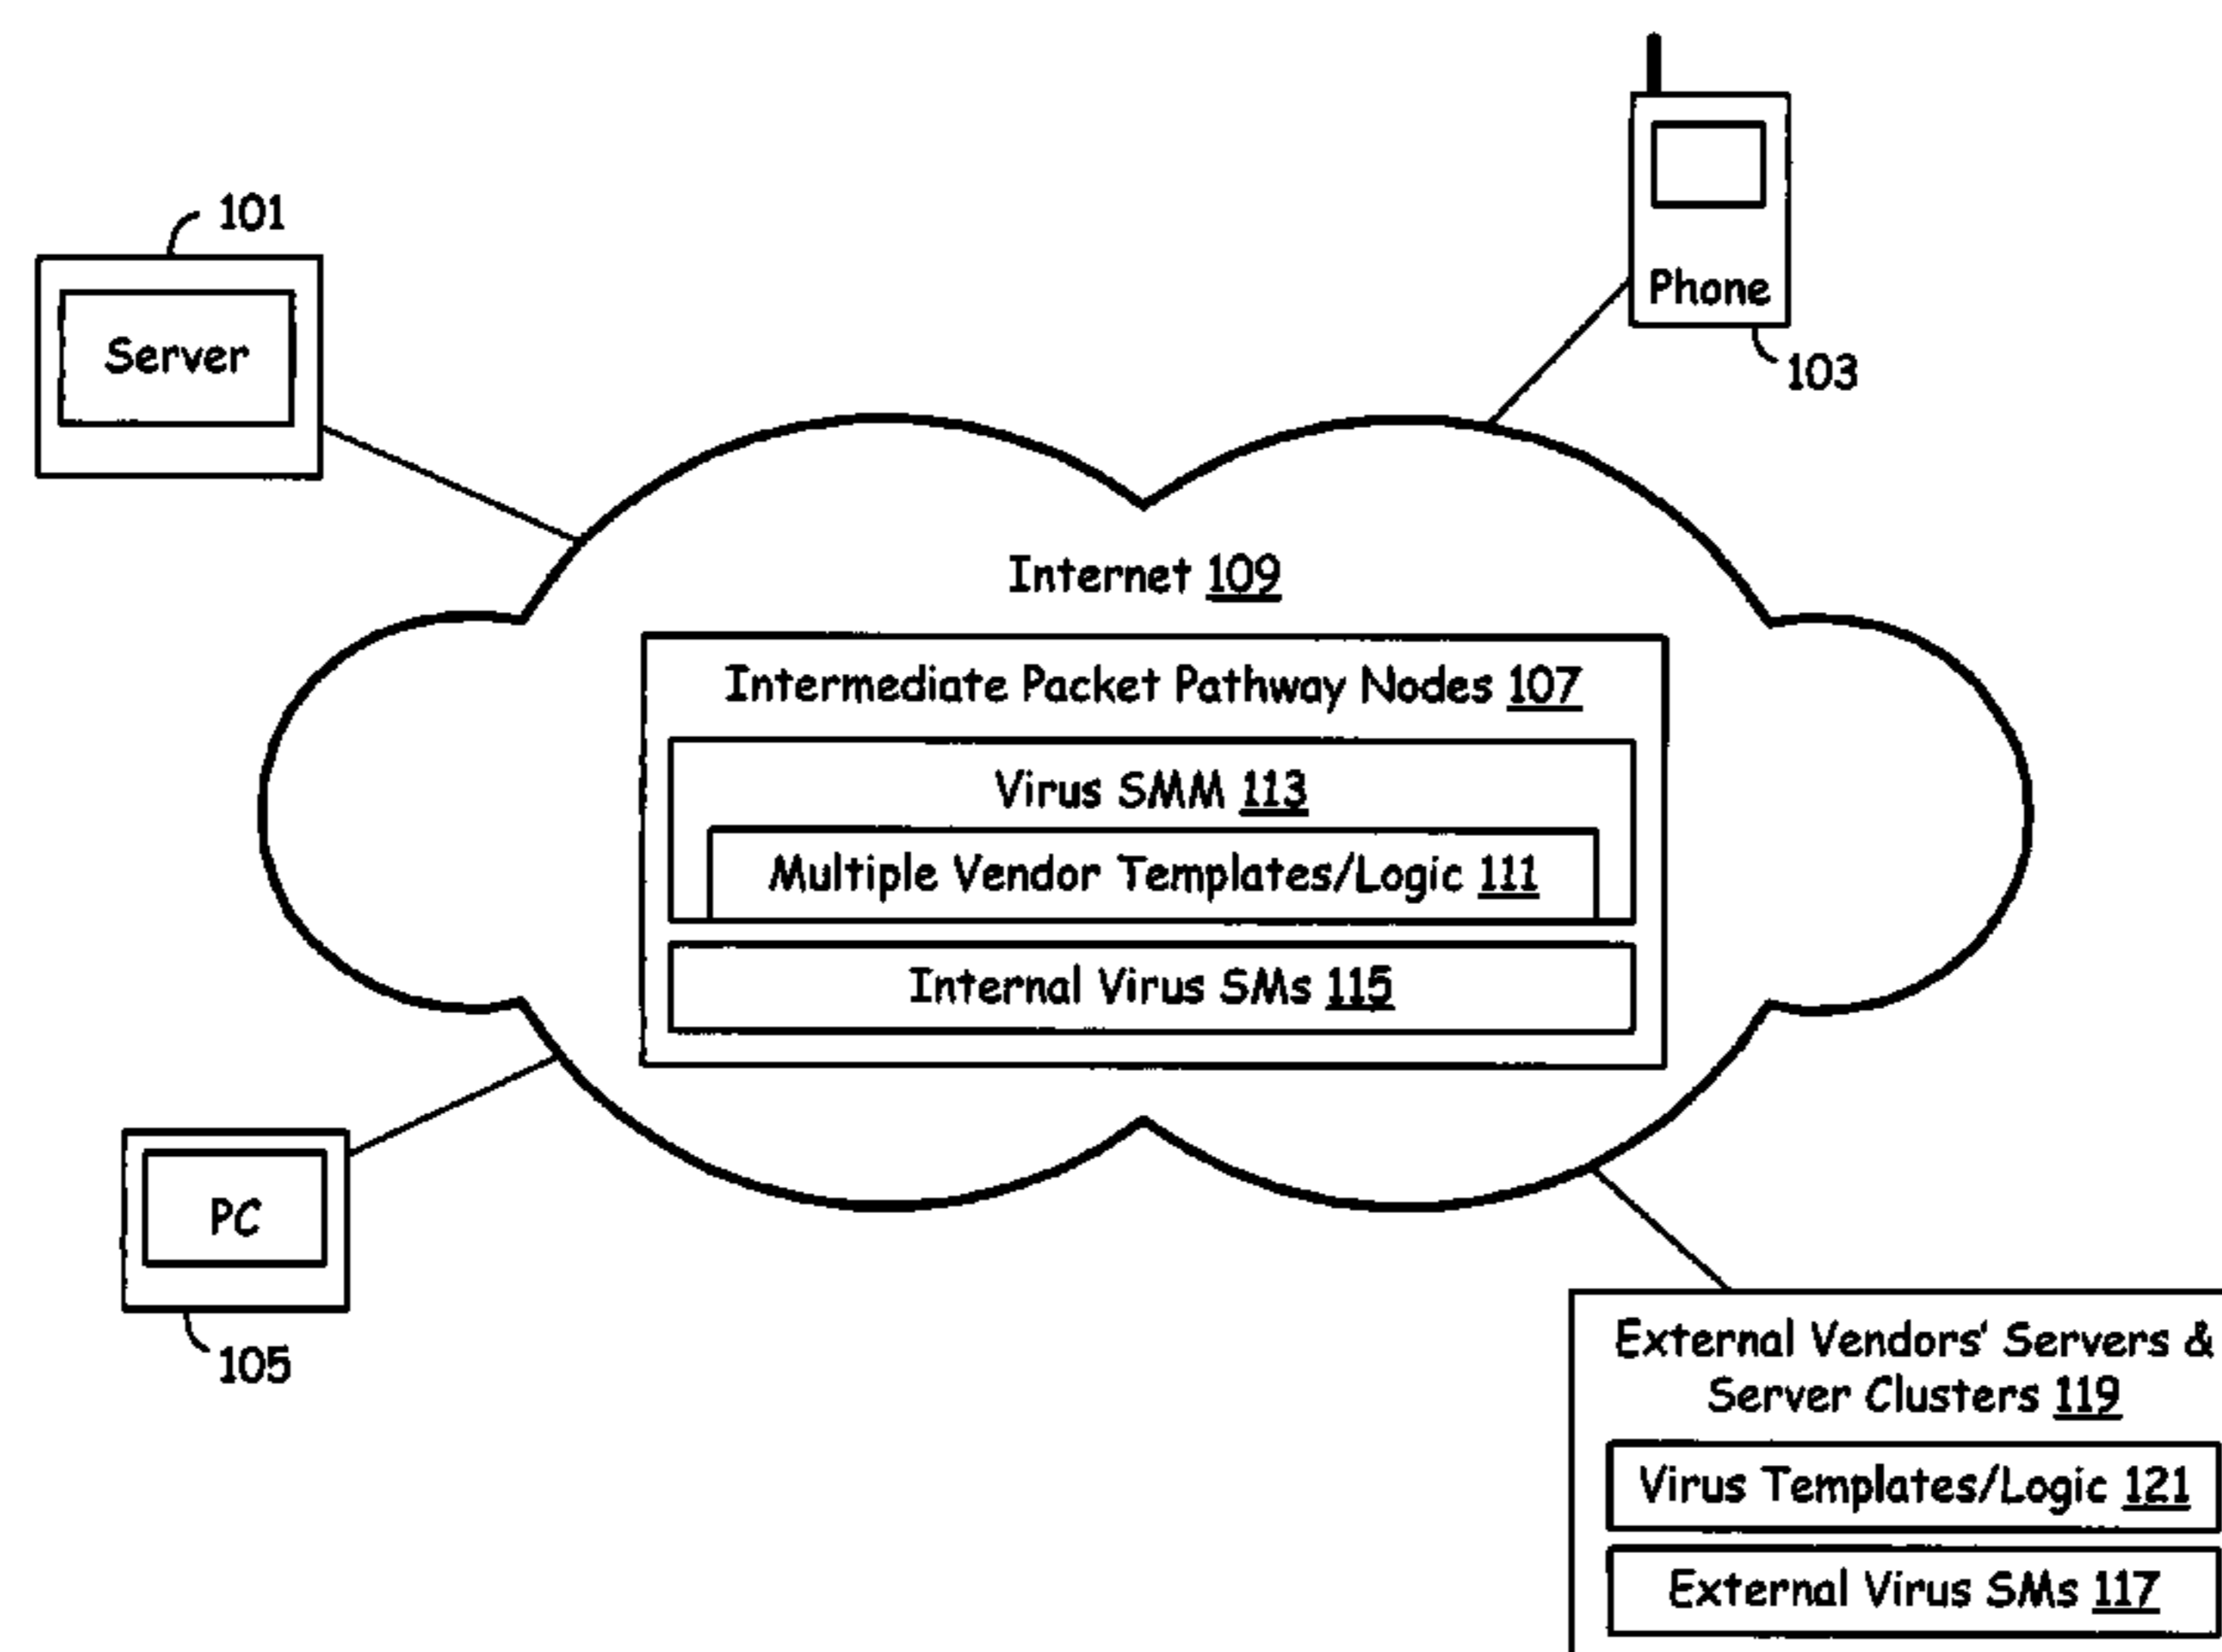 101
Server
Phone
103
Internet 109
Intermediate Packet Pathway Nodes 107
Virus SMM 113
Multiple Vendor Templates/Logic 111
Internal Virus SMs 115
PC
105
External Vendors' Servers &
Server Clusters 119
Virus Templates/Logic 121
External Virus SMs 117